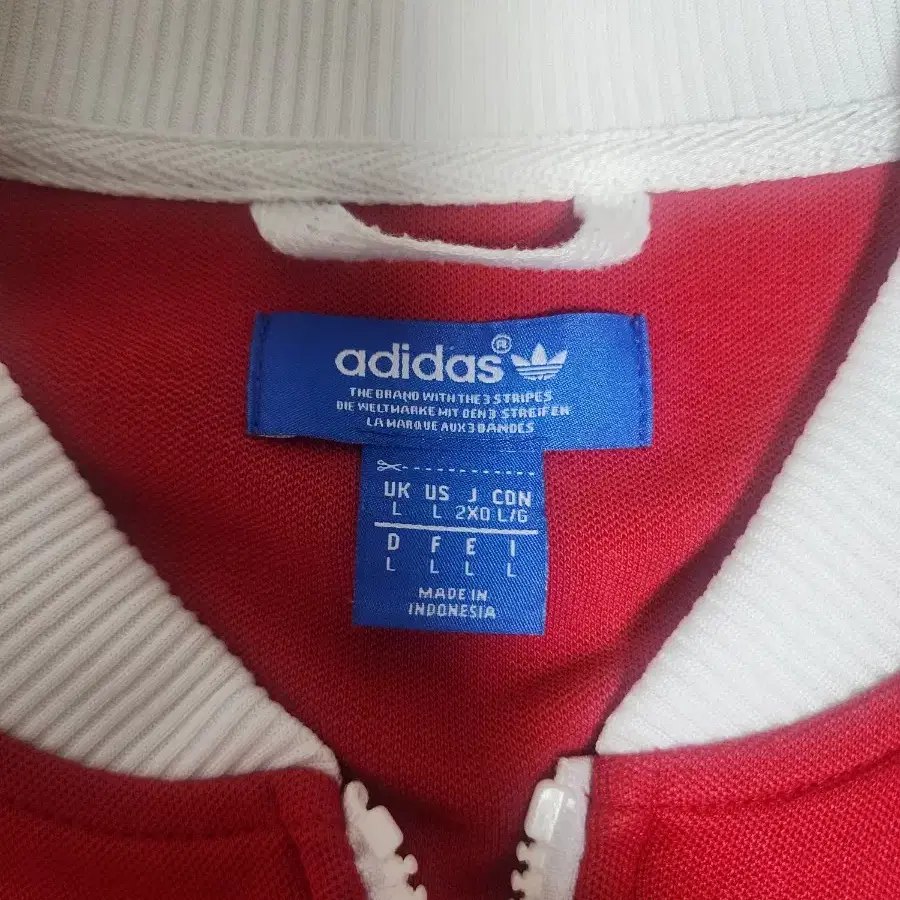 adidas®
THE BRAND WITH THE 3 STRIPES
DIE WELTMARKE MIT DEN 3 STREIFEN
LA MARQUE AUX 3 BANDES
UK US J CDN
L L 2XO L/G
D F E I
L L L L
MADE IN
INDONESIA